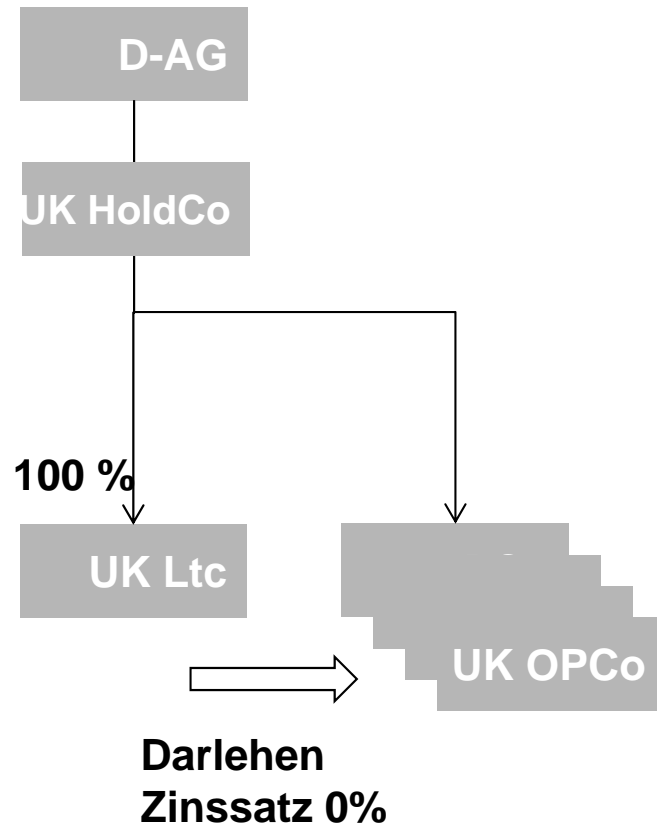 D-AG
UK HoldCo
100 %
UK Ltc
UK OPCo
Darlehen
Zinssatz 0%